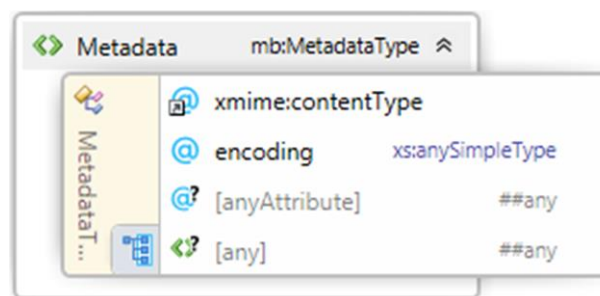 Metadata mb:MetadataType
xmime:contentType
encoding xs:anySimpleType
[anyAttribute] ##any
[any] ##any
MetadataT...